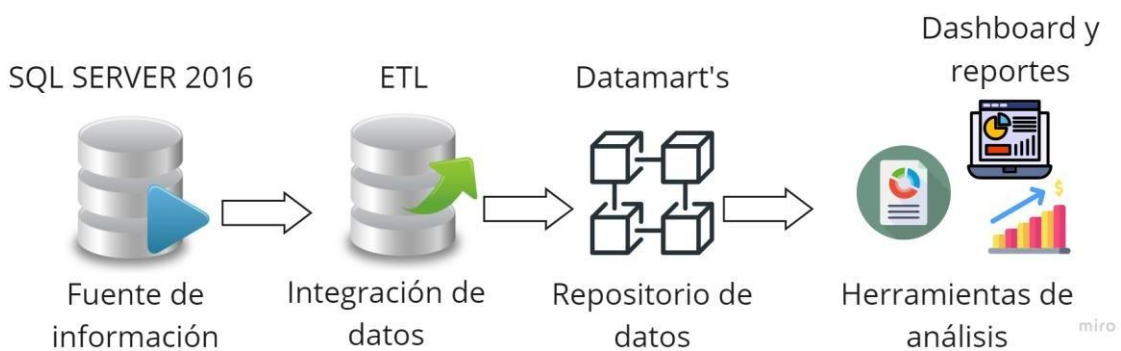 Dashboard y
reportes
SQL SERVER 2016
ETL
Datamart's
Fuente de
información
Integración de
datos
Repositorio de
datos
Herramientas de
análisis
miro